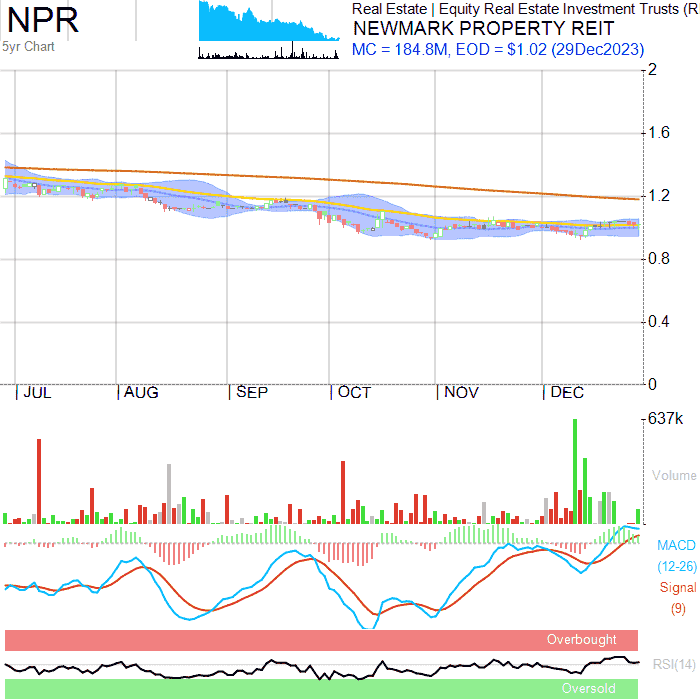 NPR
5yr Chart
Real Estate | Equity Real Estate Investment Trusts (R
NEWMARK PROPERTY REIT
MC = 184.8M, EOD = $1.02 (29Dec2023)
2
1.6
1.2
0.8
0.4
0
|JUL |AUG |SEP |OCT |NOV |DEC
637k
Volume
MACD
(12-26)
Signal
(9)
Overbought
RSI(14)
Oversold